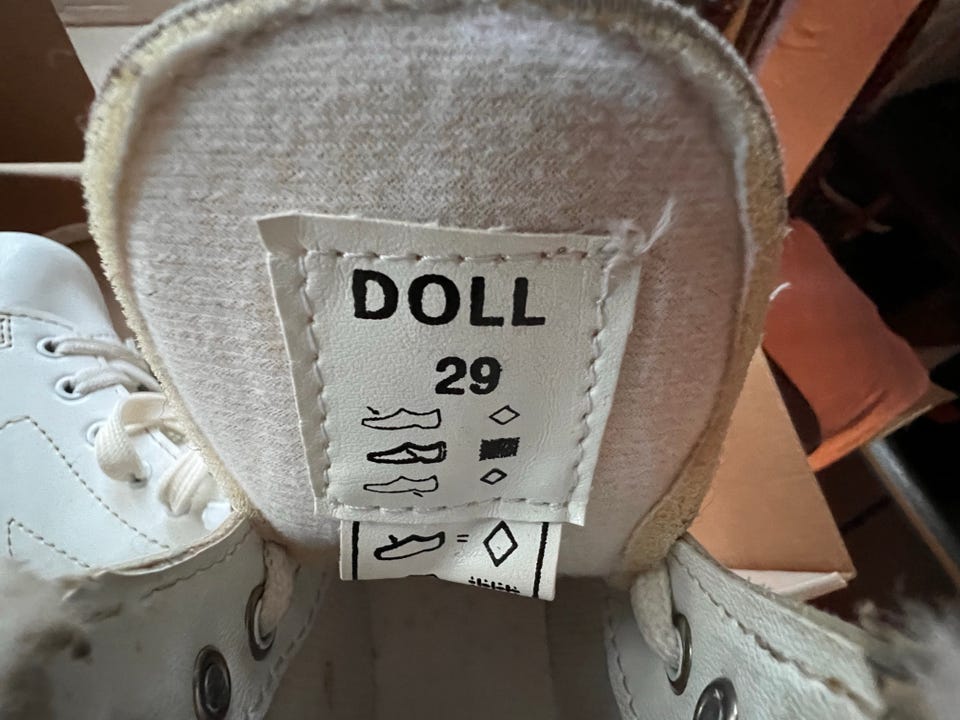 DOLL
29
=